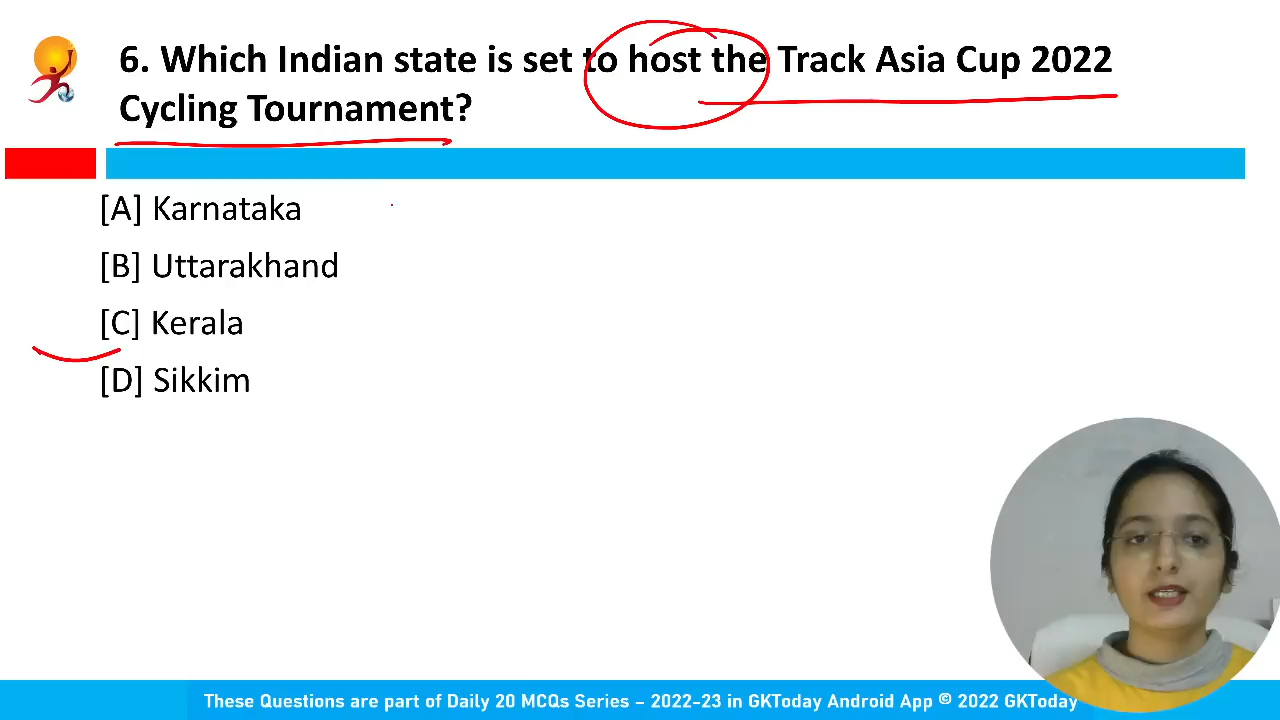 6. Which Indian state is set to host the Track Asia Cup 2022
Cycling Tournament?
[A] Karnataka
[B] Uttarakhand
[C] Kerala
[D] Sikkim
These Questions are part of Daily 20 MCQs Series – 2022-23 in GKToday Android App © 2022 GKToday